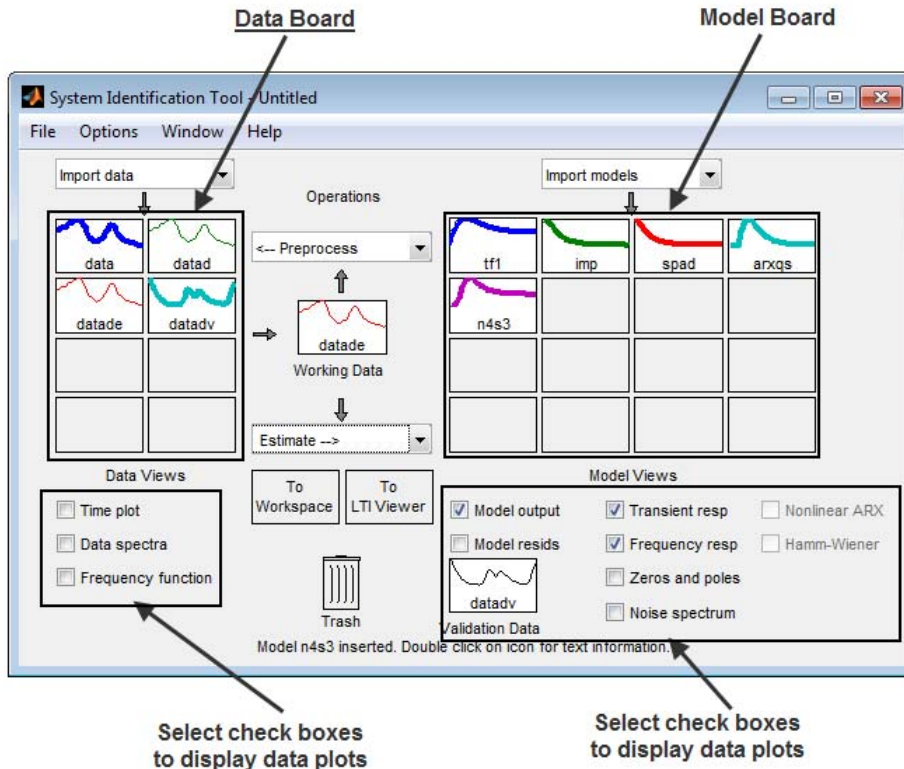 Data Board
Model Board
System Identification Tool - Untitled
File Options Window Help
Import data
Import models
Operations
data
datad
<-- Preprocess
tf1
imp
spad
arxqs
datade
datadv
n4s3
datade
Working Data
Estimate -->
Data Views
Model Views
To Workspace
To LTI Viewer
Time plot
Data spectra
Frequency function
Model output
Transient resp
Nonlinear ARX
Model resids
Frequency resp
Hamm-Wiener
datadv
Zeros and poles
Noise spectrum
Trash
Validation Data
Model n4s3 inserted. Double click on icon for text information.
Select check boxes
to display data plots
Select check boxes
to display data plots